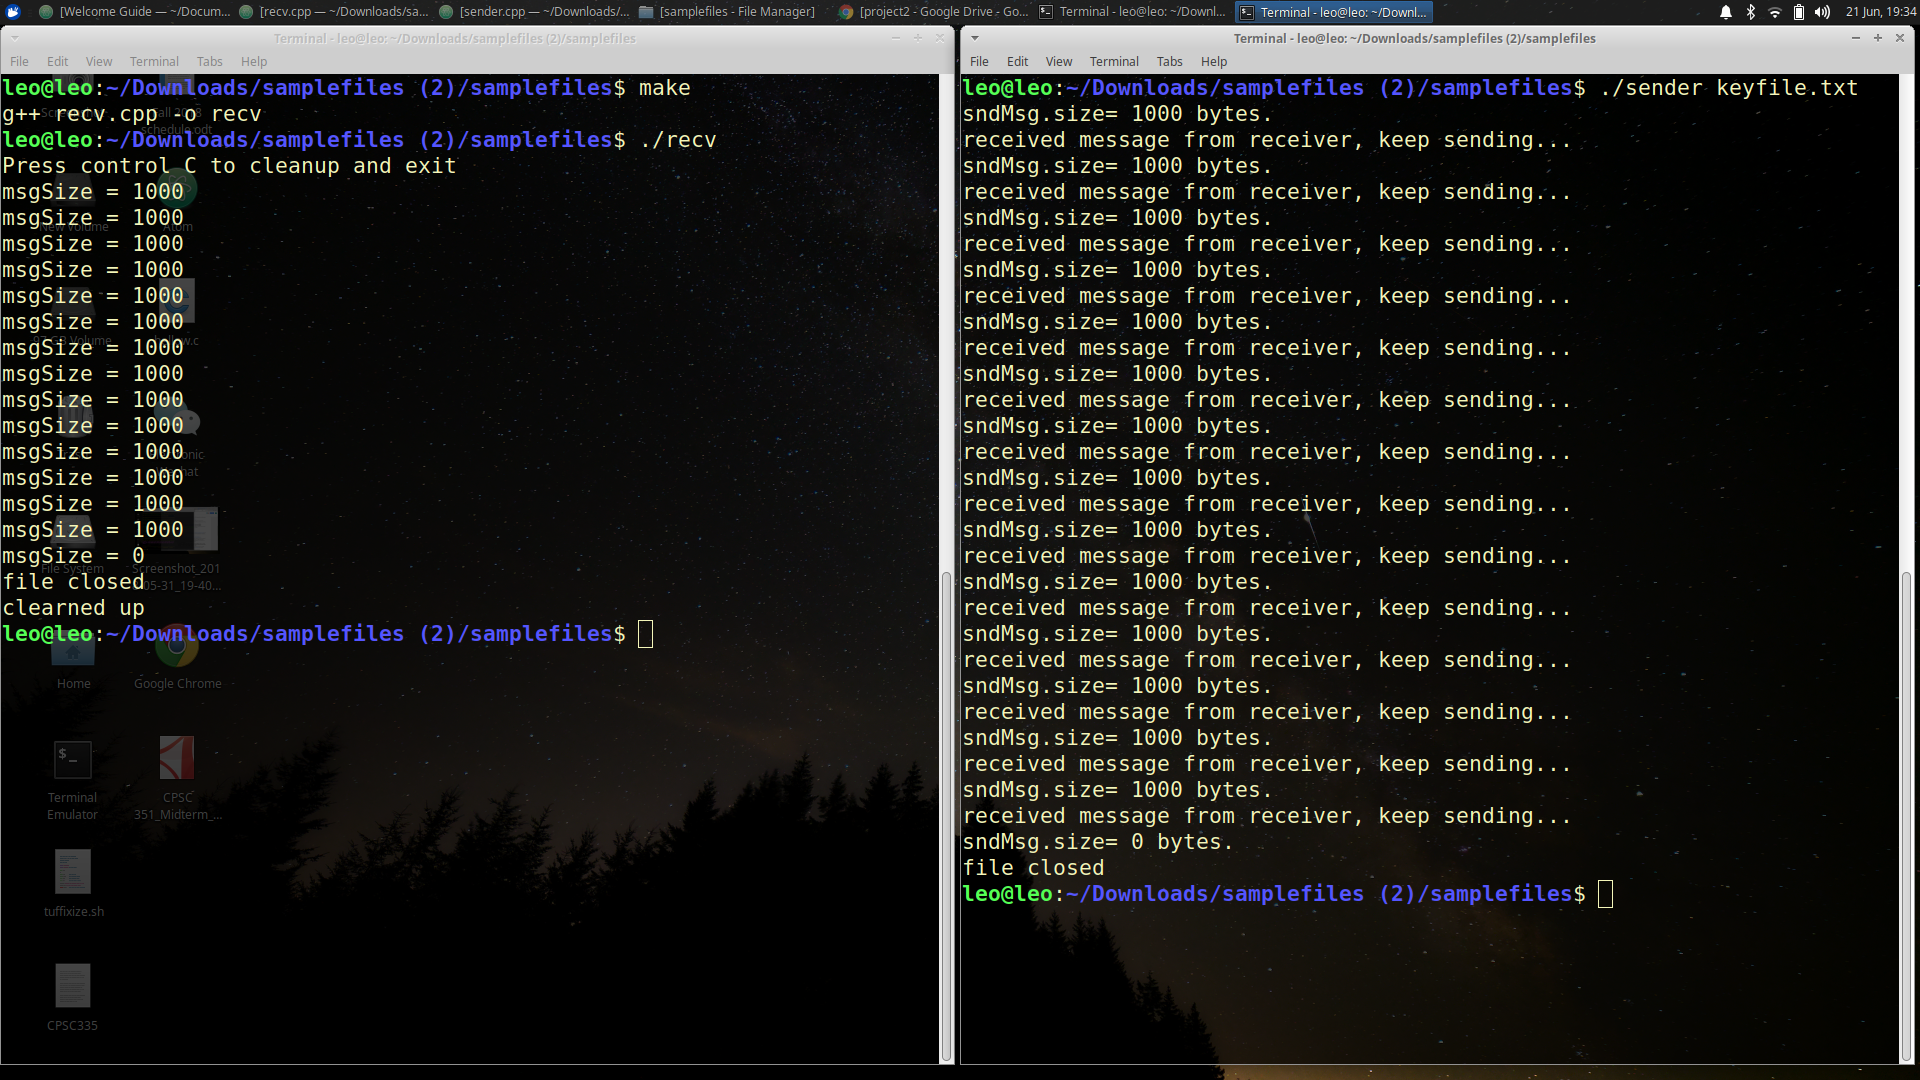 [Welcome Guide — ~/Docum...
[recv.cpp — ~/Downloads/sa...
[sender.cpp — ~/Downloads/...
[samplefiles - File Manager]
[project2 - Google Drive - Go...
Terminal - leo@leo: ~/Downl...
Terminal - leo@leo: ~/Downl...
21 Jun, 19:34
Terminal - leo@leo: ~/Downloads/samplefiles (2)/samplefiles
File Edit View Terminal Tabs Help
leo@leo:~/Downloads/samplefiles (2)/samplefiles$ make
g++ recv.cpp -o recv
leo@leo:~/Downloads/samplefiles (2)/samplefiles$ ./recv
Press control C to cleanup and exit
msgSize = 1000
msgSize = 1000
msgSize = 1000
msgSize = 1000
msgSize = 1000
msgSize = 1000
msgSize = 1000
msgSize = 1000
msgSize = 1000
msgSize = 1000
msgSize = 1000
msgSize = 1000
msgSize = 1000
msgSize = 1000
msgSize = 0
file closed
clearned up
leo@leo:~/Downloads/samplefiles (2)/samplefiles$
schedule.odt
New Volume
Atom
File System
Screenshot_201
05-31_19-40...
Home
Google Chrome
Terminal
Emulator
CPSC
351_Midterm_...
tuffixize.sh
CPSC335
Terminal - leo@leo: ~/Downloads/samplefiles (2)/samplefiles
File Edit View Terminal Tabs Help
leo@leo:~/Downloads/samplefiles (2)/samplefiles$ ./sender keyfile.txt
sndMsg.size= 1000 bytes.
received message from receiver, keep sending...
sndMsg.size= 1000 bytes.
received message from receiver, keep sending...
sndMsg.size= 1000 bytes.
received message from receiver, keep sending...
sndMsg.size= 1000 bytes.
received message from receiver, keep sending...
sndMsg.size= 1000 bytes.
received message from receiver, keep sending...
sndMsg.size= 1000 bytes.
received message from receiver, keep sending...
sndMsg.size= 1000 bytes.
received message from receiver, keep sending...
sndMsg.size= 1000 bytes.
received message from receiver, keep sending...
sndMsg.size= 1000 bytes.
received message from receiver, keep sending...
sndMsg.size= 1000 bytes.
received message from receiver, keep sending...
sndMsg.size= 1000 bytes.
received message from receiver, keep sending...
sndMsg.size= 1000 bytes.
received message from receiver, keep sending...
sndMsg.size= 1000 bytes.
received message from receiver, keep sending...
sndMsg.size= 1000 bytes.
received message from receiver, keep sending...
sndMsg.size= 0 bytes.
file closed
leo@leo:~/Downloads/samplefiles (2)/samplefiles$